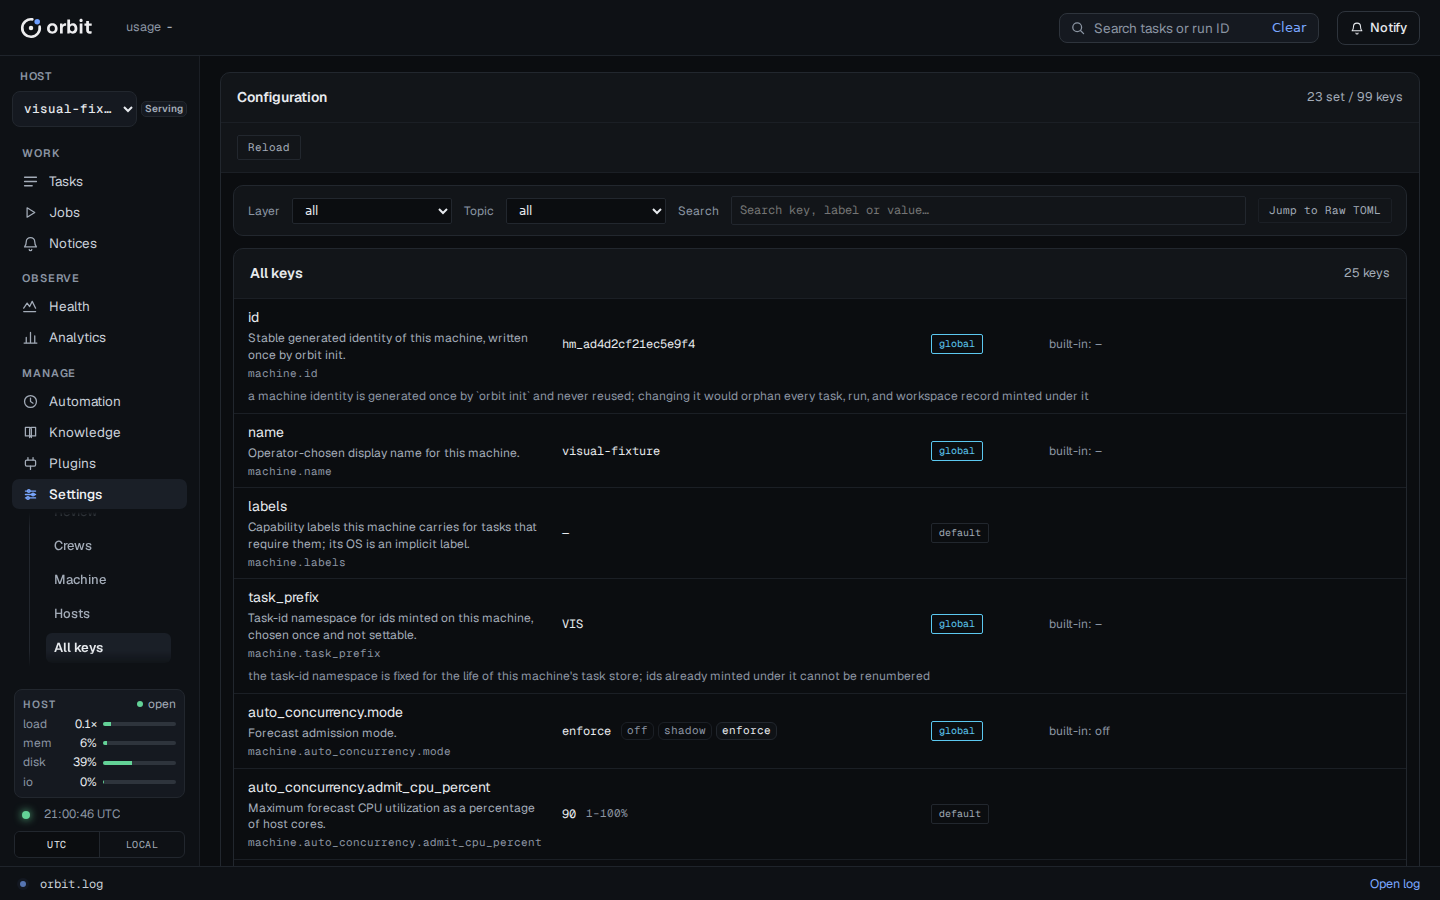 orbit
usage –
Search tasks or run ID
Clear
Notify
HOST
visual-fix…
Serving
WORK
Tasks
Jobs
Notices
OBSERVE
Health
Analytics
MANAGE
Automation
Knowledge
Plugins
Settings
Review
Crews
Machine
Hosts
All keys
HOST
open
load 0.1×
mem 6%
disk 39%
io 0%
21:00:46 UTC
UTC LOCAL
Configuration
23 set / 99 keys
Reload
Layer all Topic all Search Search key, label or value… Jump to Raw TOML
All keys
25 keys
id
Stable generated identity of this machine, written
once by orbit init.
machine.id
hm_ad4d2cf21ec5e9f4
global
built-in: –
a machine identity is generated once by `orbit init` and never reused; changing it would orphan every task, run, and workspace record minted under it
name
Operator-chosen display name for this machine.
machine.name
visual-fixture
global
built-in: –
labels
Capability labels this machine carries for tasks that
require them; its OS is an implicit label.
machine.labels
–
default
task_prefix
Task-id namespace for ids minted on this machine,
chosen once and not settable.
machine.task_prefix
VIS
global
built-in: –
the task-id namespace is fixed for the life of this machine's task store; ids already minted under it cannot be renumbered
auto_concurrency.mode
Forecast admission mode.
machine.auto_concurrency.mode
enforce off shadow enforce
global
built-in: off
auto_concurrency.admit_cpu_percent
Maximum forecast CPU utilization as a percentage
of host cores.
machine.auto_concurrency.admit_cpu_percent
90 1–100%
default
orbit.log
Open log